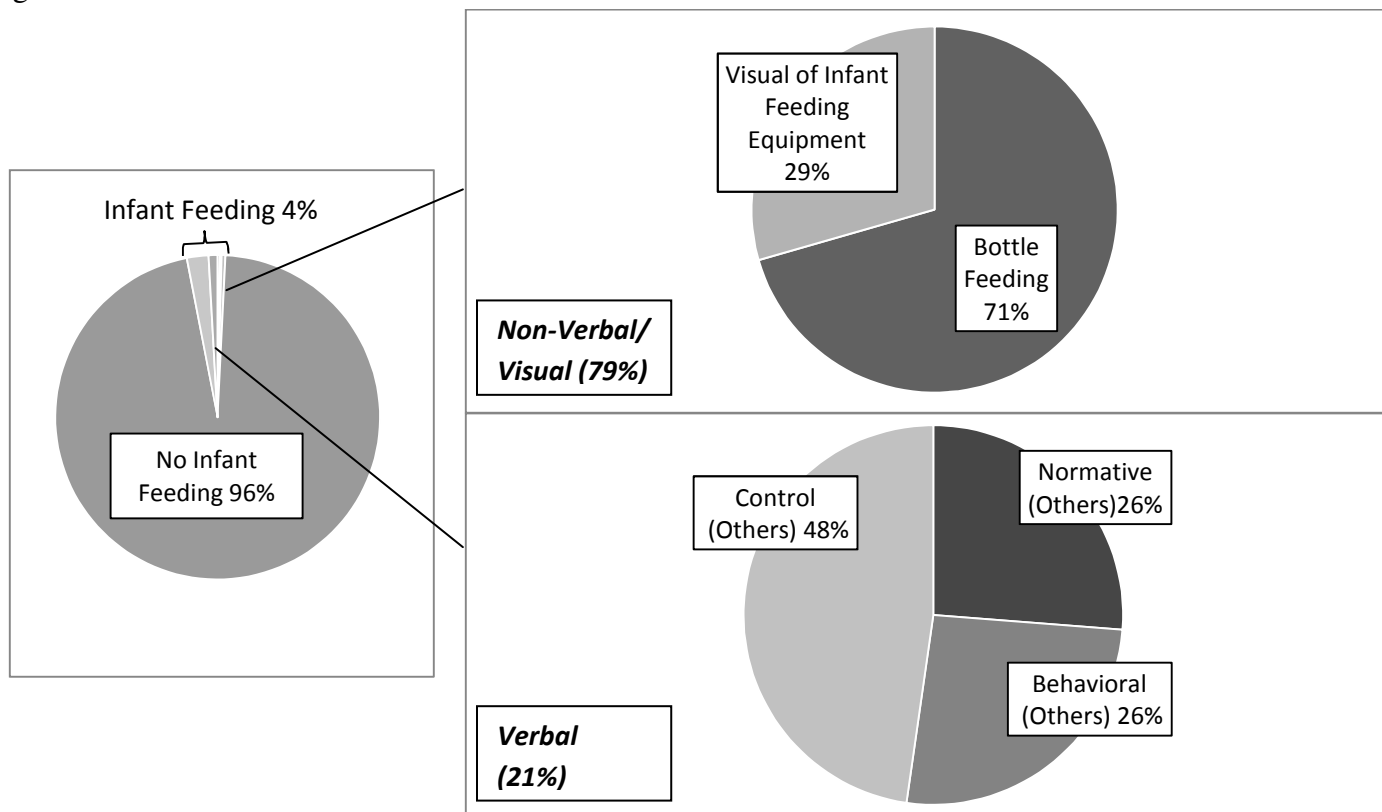 Infant Feeding 4%
No Infant
Feeding 96%
Visual of Infant
Feeding
Equipment
29%
Bottle
Feeding
71%
Non-Verbal/
Visual (79%)
Control
(Others) 48%
Normative
(Others)26%
Behavioral
(Others) 26%
Verbal
(21%)